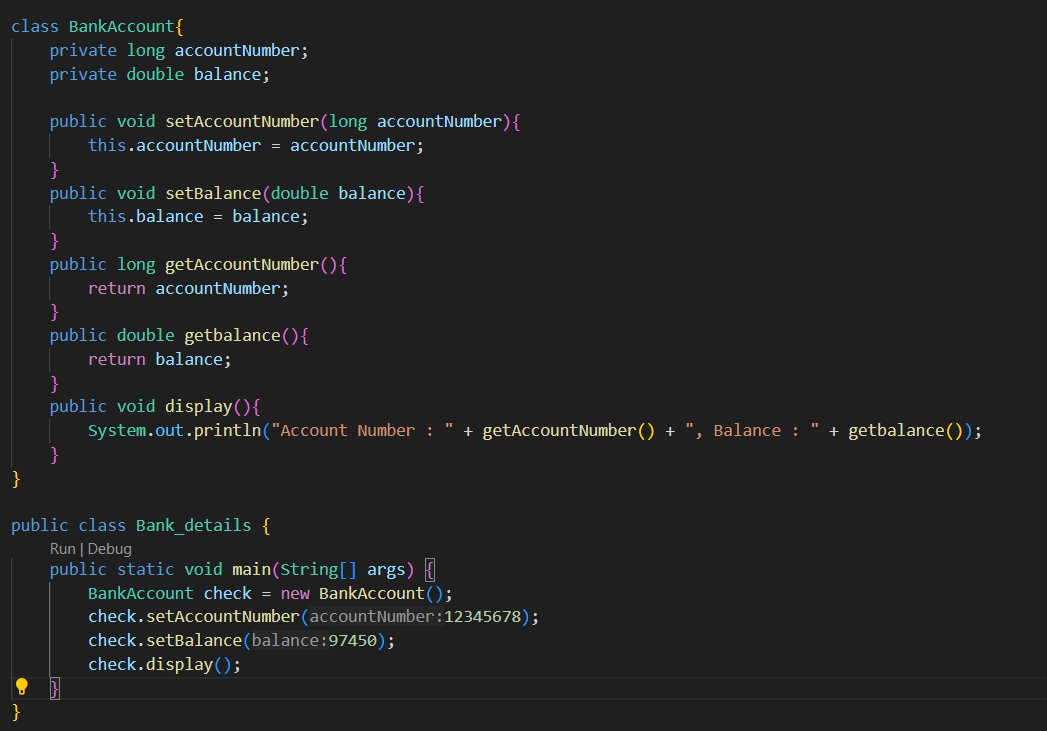 class BankAccount{
    private long accountNumber;
    private double balance;

    public void setAccountNumber(long accountNumber){
        this.accountNumber = accountNumber;
    }
    public void setBalance(double balance){
        this.balance = balance;
    }
    public long getAccountNumber(){
        return accountNumber;
    }
    public double getbalance(){
        return balance;
    }
    public void display(){
        System.out.println("Account Number : " + getAccountNumber() + ", Balance : " + getbalance());
    }
}

public class Bank_details {
    Run | Debug
    public static void main(String[] args) {
        BankAccount check = new BankAccount();
        check.setAccountNumber(accountNumber:12345678);
        check.setBalance(balance:97450);
        check.display();
    }
}